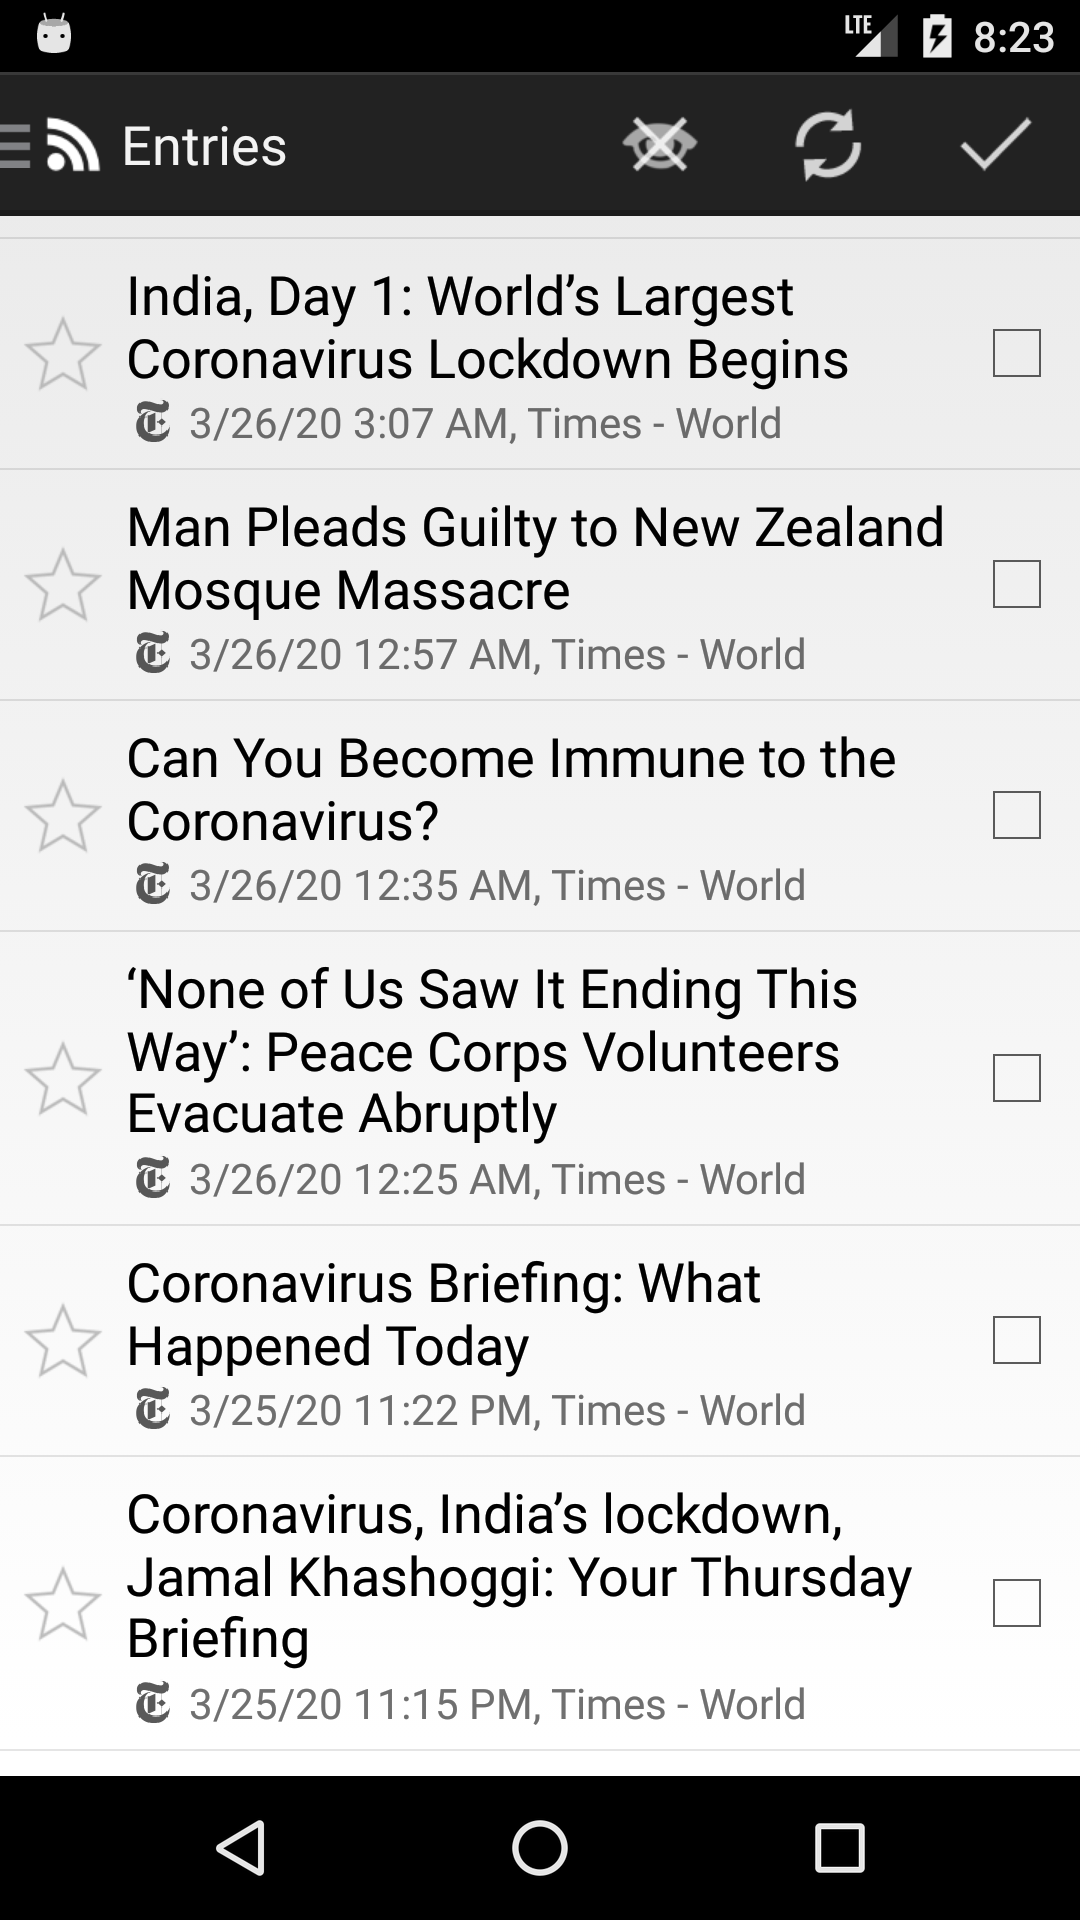 LTE 8:23
Entries
India, Day 1: World’s Largest
Coronavirus Lockdown Begins
T 3/26/20 3:07 AM, Times - World
Man Pleads Guilty to New Zealand
Mosque Massacre
T 3/26/20 12:57 AM, Times - World
Can You Become Immune to the
Coronavirus?
T 3/26/20 12:35 AM, Times - World
‘None of Us Saw It Ending This
Way’: Peace Corps Volunteers
Evacuate Abruptly
T 3/26/20 12:25 AM, Times - World
Coronavirus Briefing: What
Happened Today
T 3/25/20 11:22 PM, Times - World
Coronavirus, India’s lockdown,
Jamal Khashoggi: Your Thursday
Briefing
T 3/25/20 11:15 PM, Times - World